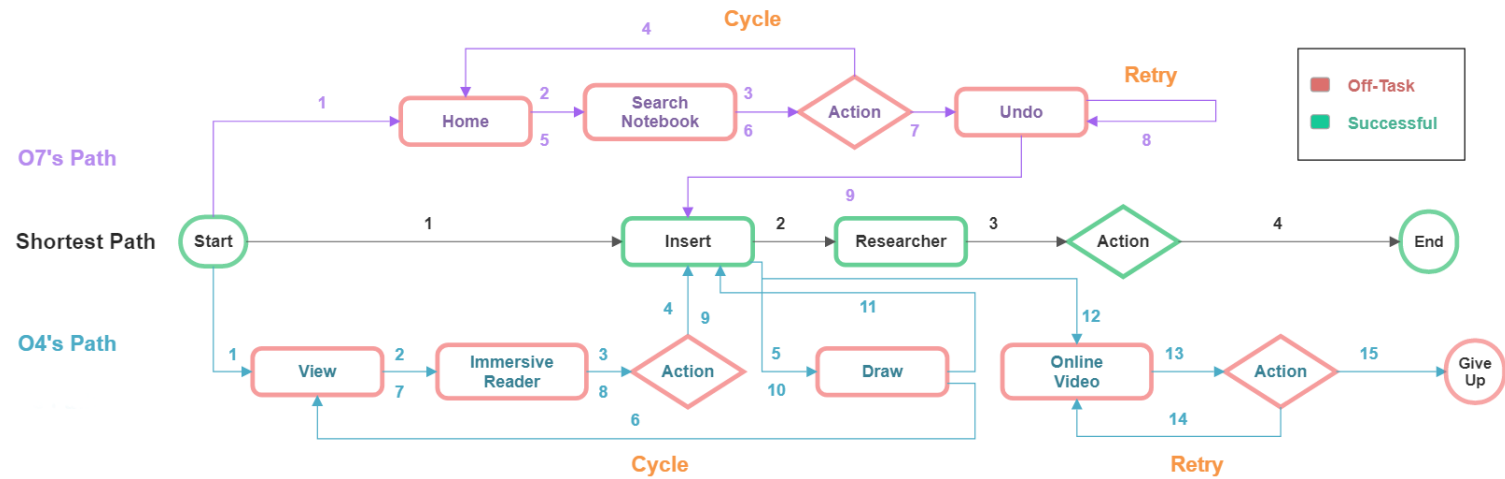 Cycle
4
Retry
1
2
Search
Notebook
3
Action
Undo
Home
5
6
7
8
Off-Task
Successful
O7's Path
9
Shortest Path
Start
1
Insert
2
Researcher
3
Action
4
End
4
9
11
12
O4's Path
1
View
2
7
Immersive
Reader
3
8
Action
5
10
Draw
Online
Video
13
Action
15
Give
Up
6
14
Cycle
Retry